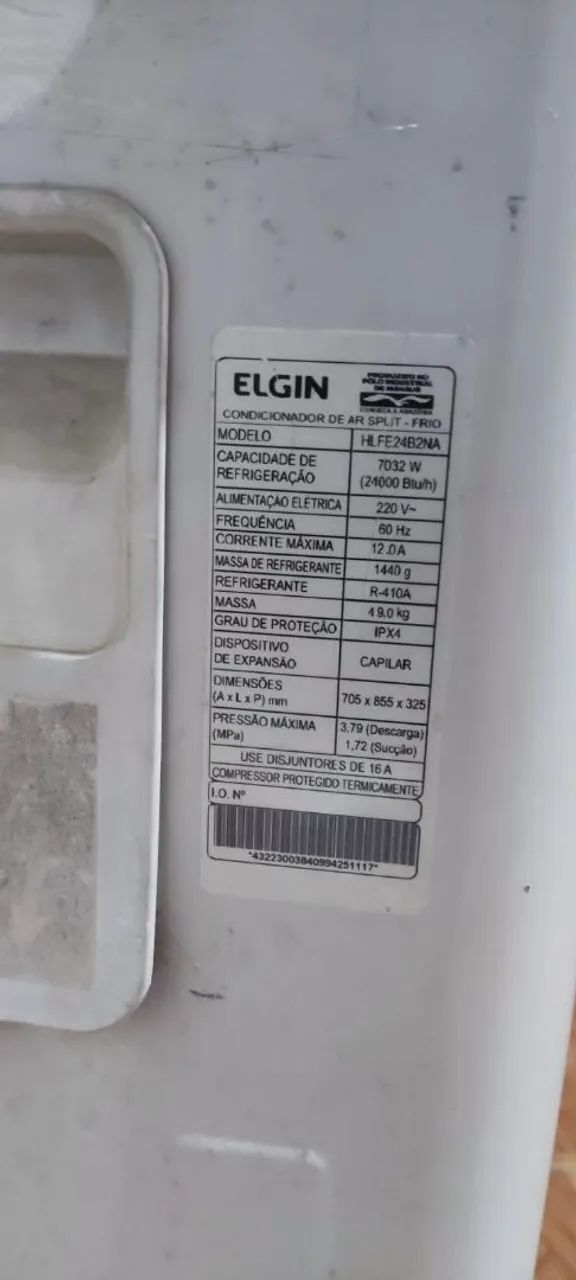 ELGIN
PRODUZIDO NO
PÓLO INDUSTRIAL
DE MANAUS
CONHEÇA A AMAZÔNIA
CONDICIONADOR DE AR SPLIT - FRIO
MODELO HLFE24B2NA
CAPACIDADE DE REFRIGERAÇÃO 7032 W (24000 Btu/h)
ALIMENTAÇÃO ELÉTRICA 220 V~
FREQUÊNCIA 60 Hz
CORRENTE MÁXIMA 12.0 A
MASSA DE REFRIGERANTE 1440 g
REFRIGERANTE R-410A
MASSA 49.0 kg
GRAU DE PROTEÇÃO IPX4
DISPOSITIVO DE EXPANSÃO CAPILAR
DIMENSÕES (A x L x P) mm 705 x 855 x 325
PRESSÃO MÁXIMA (MPa) 3,79 (Descarga) 1,72 (Sucção)
USE DISJUNTORES DE 16 A
COMPRESSOR PROTEGIDO TERMICAMENTE
I.O. Nº
*43223003840994251117*